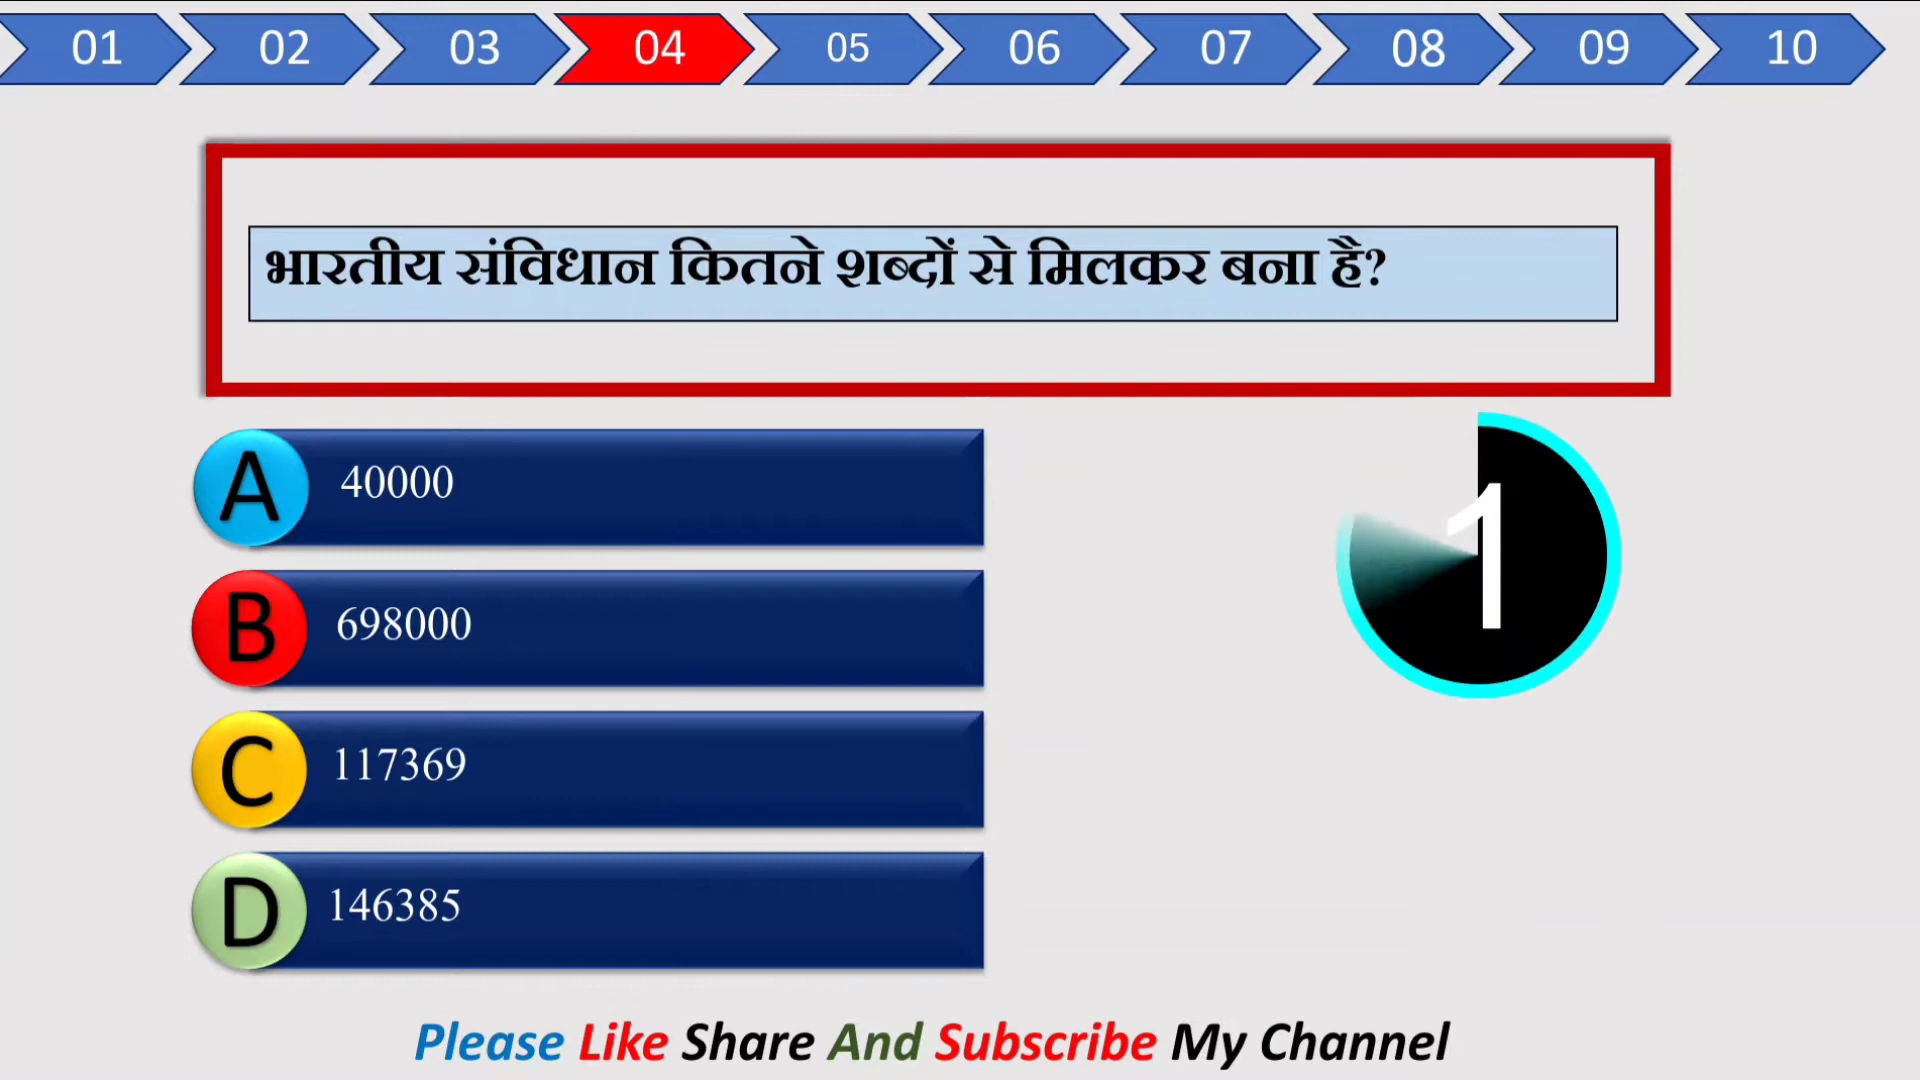 01 02 03 04 05 06 07 08 09 10
भारतीय संविधान कितने शब्दों से मिलकर बना है?
A 40000
1
B 698000
C 117369
D 146385
Please Like Share And Subscribe My Channel